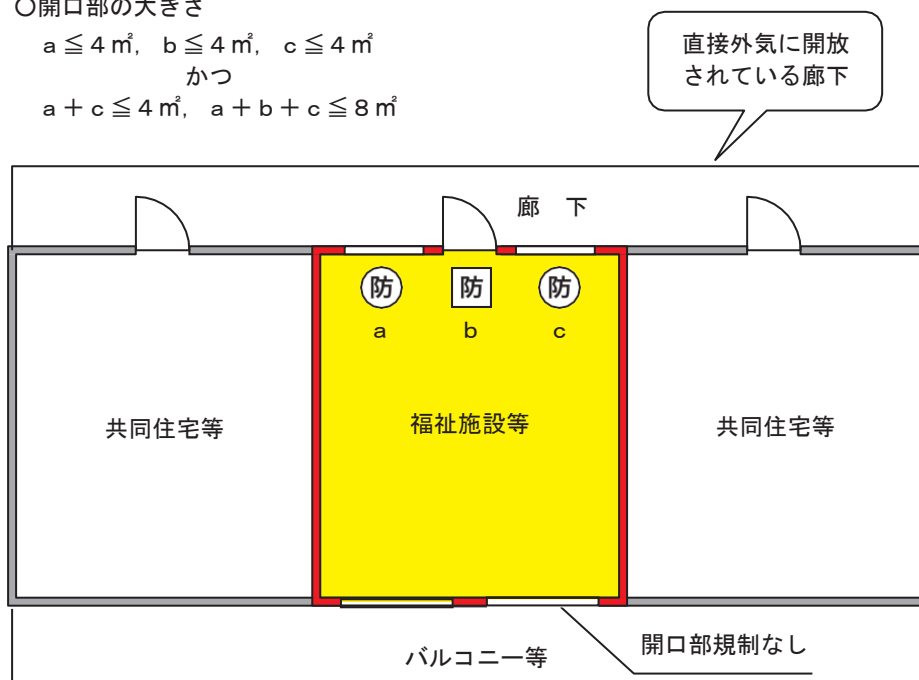 〇開口部の大きさ
a≦4㎡, b≦4㎡, c≦4㎡
かつ
a+c≦4㎡, a+b+c≦8㎡
直接外気に開放
されている廊下
廊 下
防 防 防
a b c
共同住宅等 福祉施設等 共同住宅等
開口部規制なし
バルコニー等